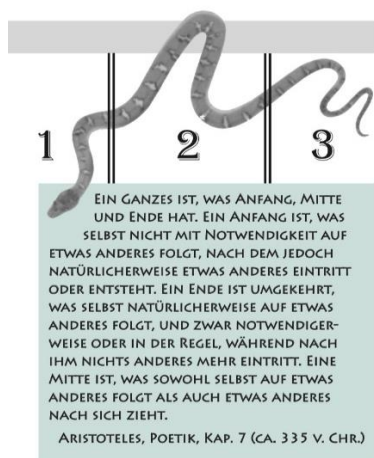 1 2 3
EIN GANZES IST, WAS ANFANG, MITTE
UND ENDE HAT. EIN ANFANG IST, WAS
SELBST NICHT MIT NOTWENDIGKEIT AUF
ETWAS ANDERES FOLGT, NACH DEM JEDOCH
NATÜRLICHERWEISE ETWAS ANDERES EINTRITT
ODER ENTSTEHT. EIN ENDE IST UMGEKEHRT,
WAS SELBST NATÜRLICHERWEISE AUF ETWAS
ANDERES FOLGT, UND ZWAR NOTWENDIGER-
WEISE ODER IN DER REGEL, WÄHREND NACH
IHM NICHTS ANDERES MEHR EINTRITT. EINE
MITTE IST, WAS SOWOHL SELBST AUF ETWAS
ANDERES FOLGT ALS AUCH ETWAS ANDERES
NACH SICH ZIEHT.
ARISTOTELES, POETIK, KAP. 7 (CA. 335 V. CHR.)